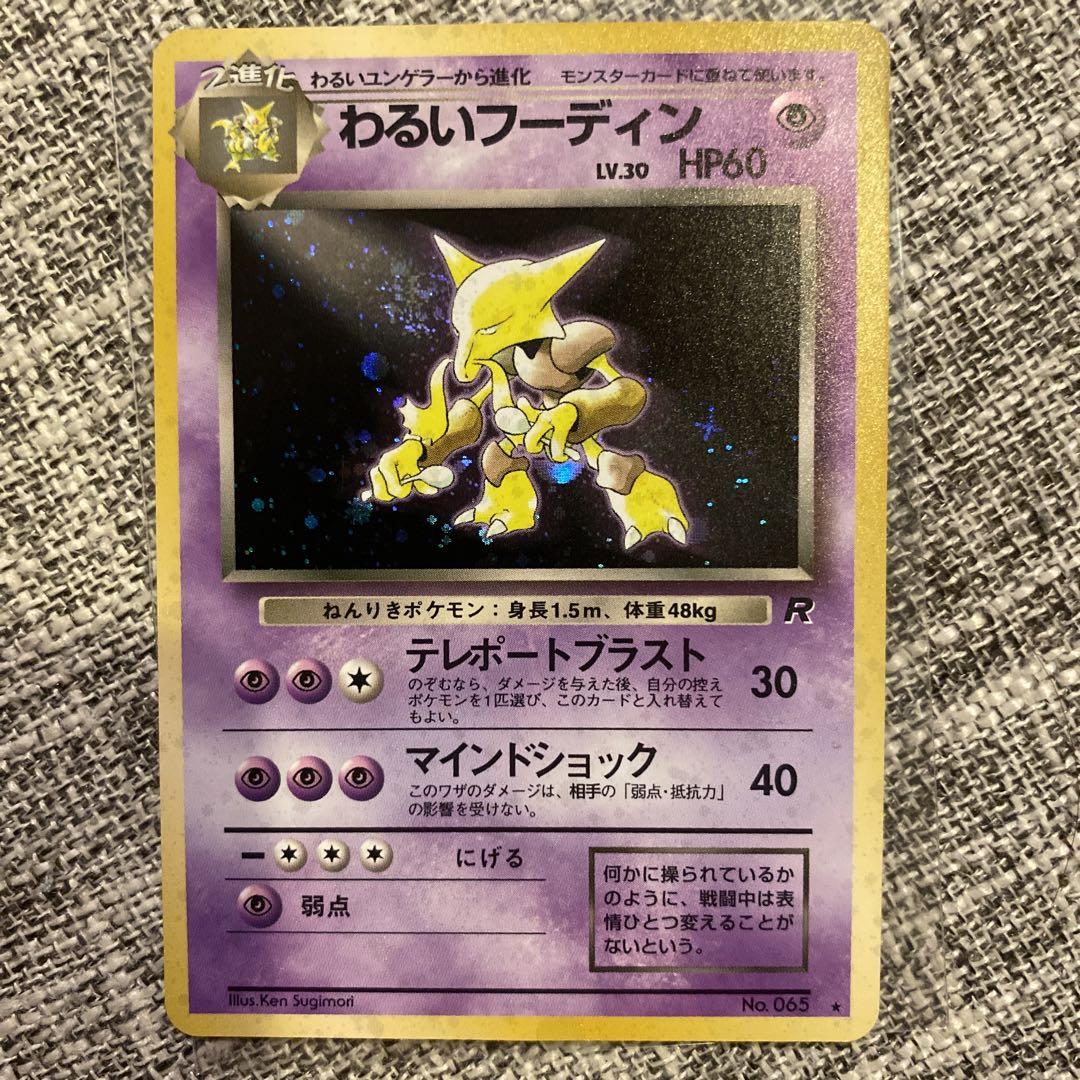 2進化 わるいユンゲラーから進化 モンスターカードに重ねて使います。
わるいフーディン
LV.30 HP60
ねんりきポケモン：身長1.5m、体重48kg R
テレポートブラスト 30
のぞむなら、ダメージを与えた後、自分の控え
ポケモンを1匹選び、このカードと入れ替えて
もよい。
マインドショック 40
このワザのダメージは、相手の「弱点・抵抗力」
の影響を受けない。
にげる
弱点
何かに操られているか
のように、戦闘中は表
情ひとつ変えることが
ないという。
Illus.Ken Sugimori No. 065 ★